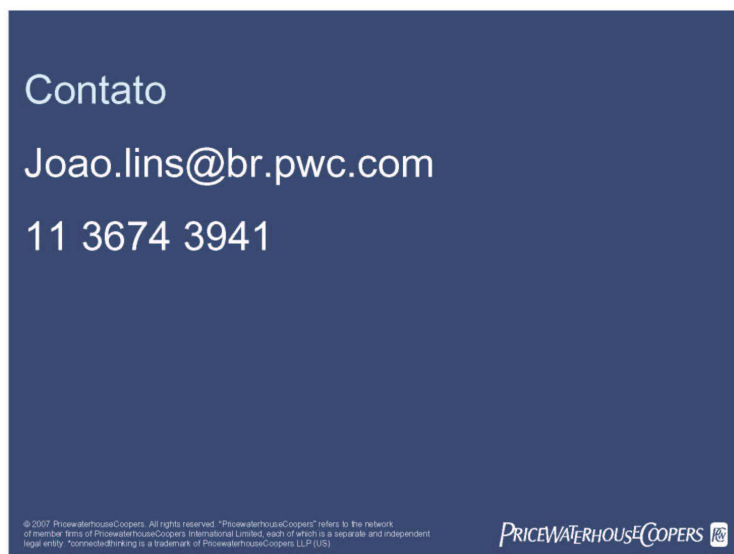 Contato
Joao.lins@br.pwc.com
11 3674 3941
© 2007 PricewaterhouseCoopers. All rights reserved. "PricewaterhouseCoopers" refers to the network
of member firms of PricewaterhouseCoopers International Limited, each of which is a separate and independent
legal entity. *connectedthinking is a trademark of PricewaterhouseCoopers LLP (US)
PRICEWATERHOUSECOOPERS